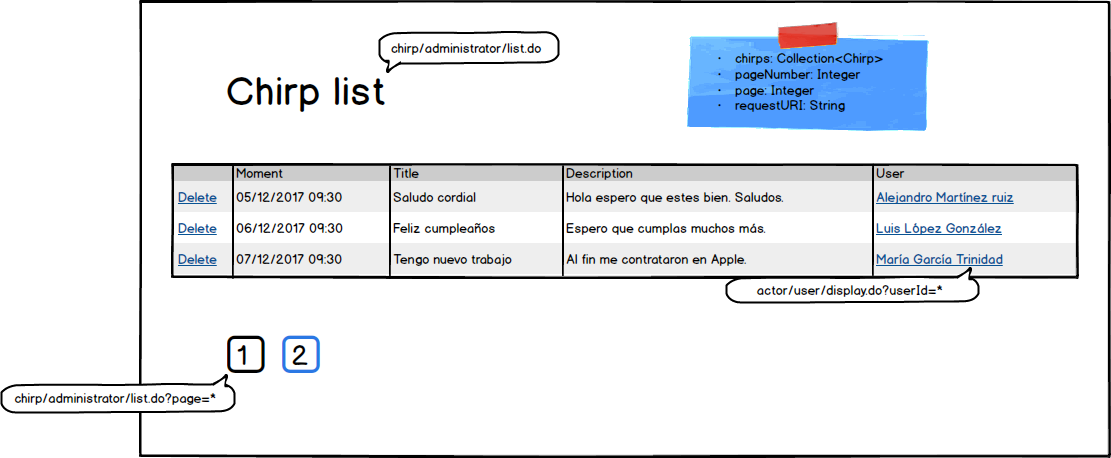 chirp/administrator/list.do
Chirp list
· chirps: Collection<Chirp>
· pageNumber: Integer
· page: Integer
· requestURI: String
Moment Title Description User
Delete 05/12/2017 09:30 Saludo cordial Hola espero que estes bien. Saludos. Alejandro Martínez ruiz
Delete 06/12/2017 09:30 Feliz cumpleaños Espero que cumplas muchos más. Luis López González
Delete 07/12/2017 09:30 Tengo nuevo trabajo Al fin me contrataron en Apple. María García Trinidad
actor/user/display.do?userId=*
1 2
chirp/administrator/list.do?page=*